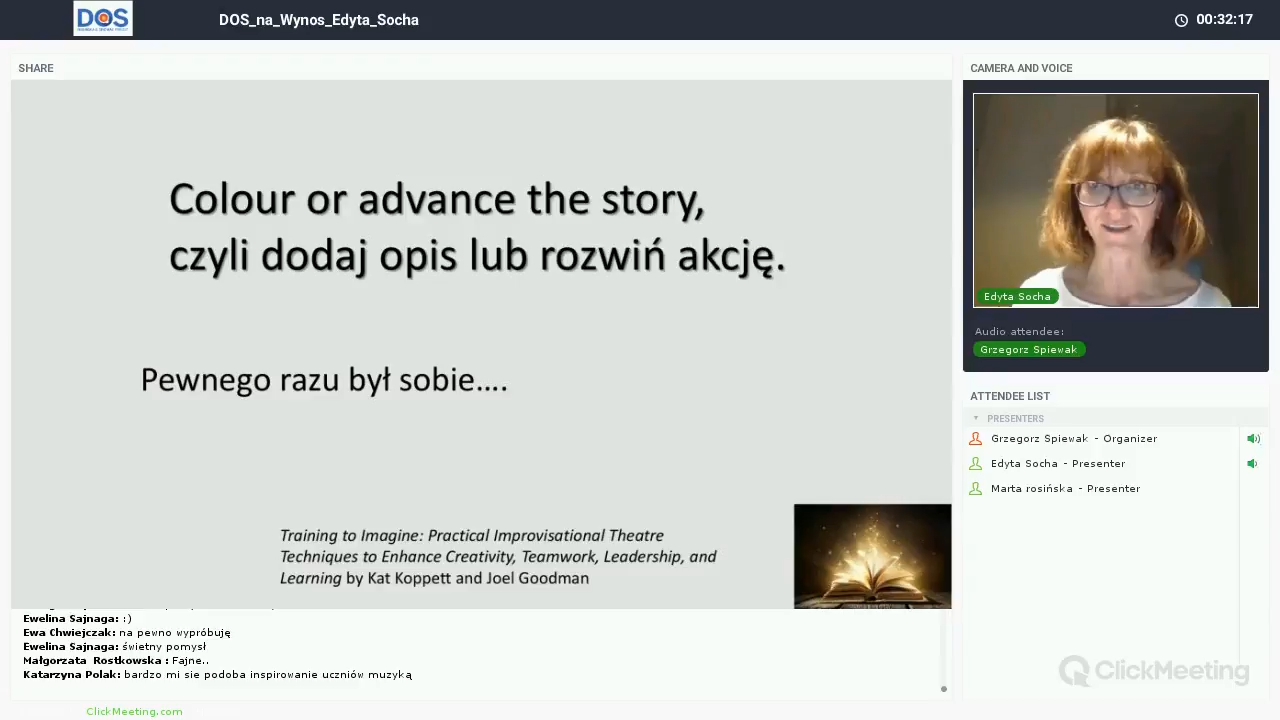 DOS
DOS_na_Wynos_Edyta_Socha
00:32:17
SHARE
Colour or advance the story,
czyli dodaj opis lub rozwiń akcję.
Pewnego razu był sobie....
Training to Imagine: Practical Improvisational Theatre
Techniques to Enhance Creativity, Teamwork, Leadership, and
Learning by Kat Koppett and Joel Goodman
Ewelina Sajnaga: :)
Ewa Chwiejczak: na pewno wypróbuję
Ewelina Sajnaga: świetny pomysł
Małgorzata Rostkowska : Fajne..
Katarzyna Polak: bardzo mi sie podoba inspirowanie uczniów muzyką
ClickMeeting.com
CAMERA AND VOICE
Edyta Socha
Audio attendee:
Grzegorz Spiewak
ATTENDEE LIST
PRESENTERS
Grzegorz Spiewak - Organizer
Edyta Socha - Presenter
Marta rosińska - Presenter
ClickMeeting